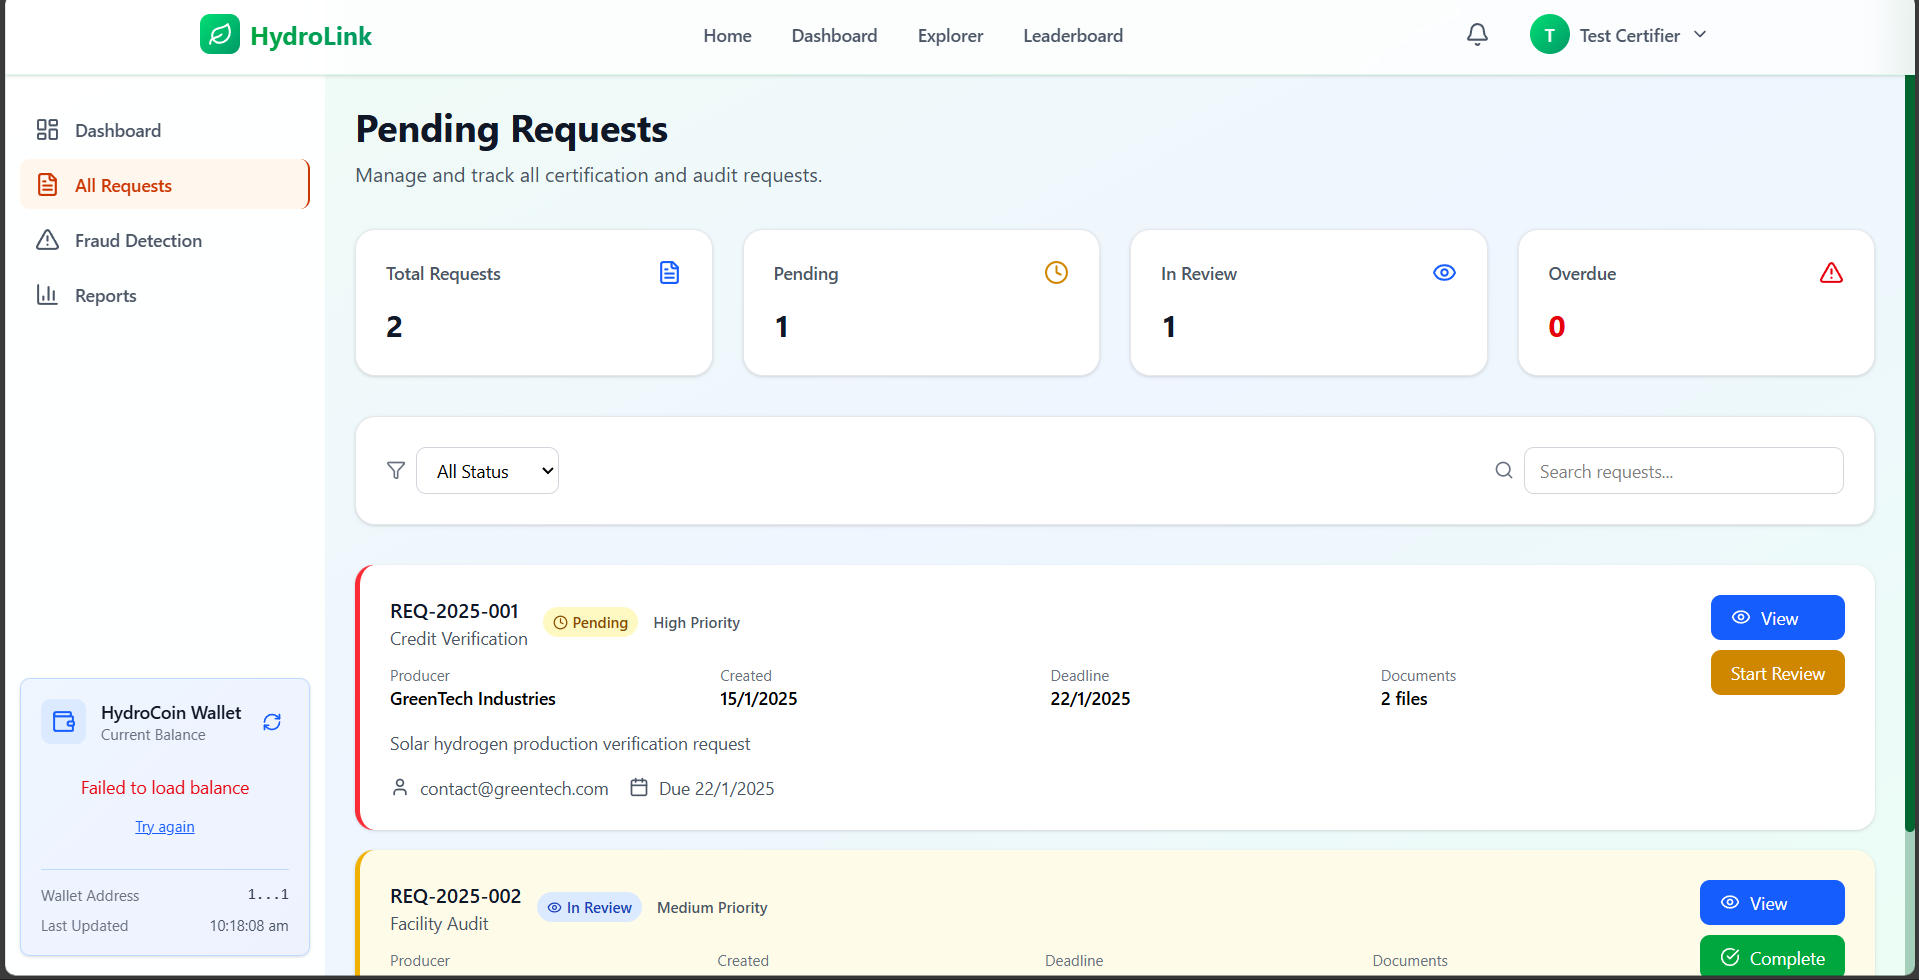 HydroLink
Home Dashboard Explorer Leaderboard
T Test Certifier
Dashboard
All Requests
Fraud Detection
Reports
HydroCoin Wallet
Current Balance
Failed to load balance
Try again
Wallet Address 1...1
Last Updated 10:18:08 am
Pending Requests
Manage and track all certification and audit requests.
Total Requests
2
Pending
1
In Review
1
Overdue
0
All Status
Search requests...
REQ-2025-001
Credit Verification
Pending
High Priority
View
Start Review
Producer Created Deadline Documents
GreenTech Industries 15/1/2025 22/1/2025 2 files
Solar hydrogen production verification request
contact@greentech.com Due 22/1/2025
REQ-2025-002
Facility Audit
In Review
Medium Priority
View
Complete
Producer Created Deadline Documents